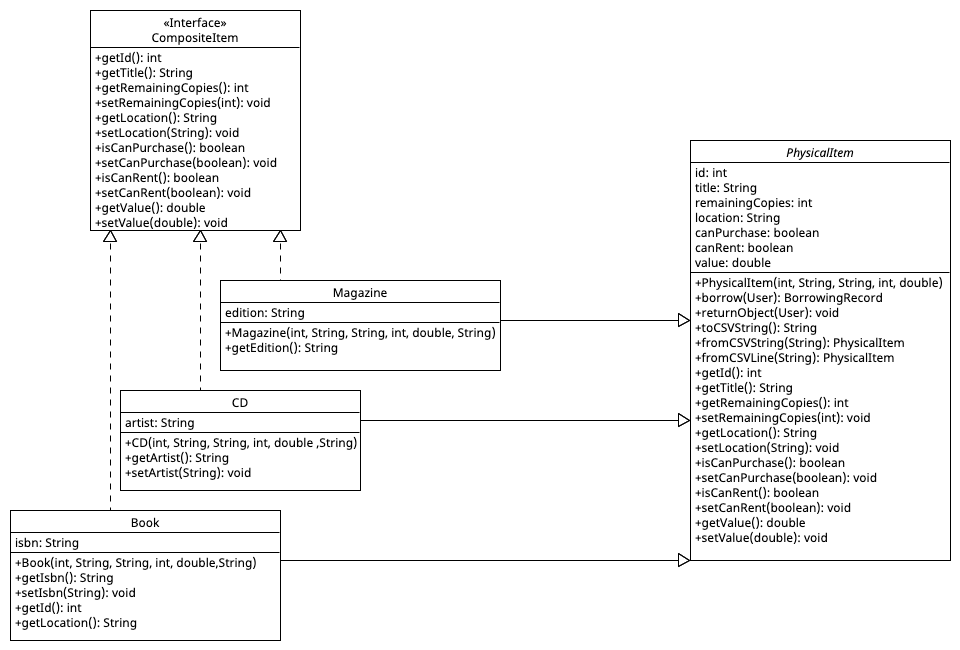 «Interface»
CompositeItem
+getId(): int
+getTitle(): String
+getRemainingCopies(): int
+setRemainingCopies(int): void
+getLocation(): String
+setLocation(String): void
+isCanPurchase(): boolean
+setCanPurchase(boolean): void
+isCanRent(): boolean
+setCanRent(boolean): void
+getValue(): double
+setValue(double): void
PhysicalItem
id: int
title: String
remainingCopies: int
location: String
canPurchase: boolean
canRent: boolean
value: double
+PhysicalItem(int, String, String, int, double)
+borrow(User): BorrowingRecord
+returnObject(User): void
+toCSVString(): String
+fromCSVString(String): PhysicalItem
+fromCSVLine(String): PhysicalItem
+getId(): int
+getTitle(): String
+getRemainingCopies(): int
+setRemainingCopies(int): void
+getLocation(): String
+setLocation(String): void
+isCanPurchase(): boolean
+setCanPurchase(boolean): void
+isCanRent(): boolean
+setCanRent(boolean): void
+getValue(): double
+setValue(double): void
Magazine
edition: String
+Magazine(int, String, String, int, double, String)
+getEdition(): String
CD
artist: String
+CD(int, String, String, int, double ,String)
+getArtist(): String
+setArtist(String): void
Book
isbn: String
+Book(int, String, String, int, double,String)
+getIsbn(): String
+setIsbn(String): void
+getId(): int
+getLocation(): String